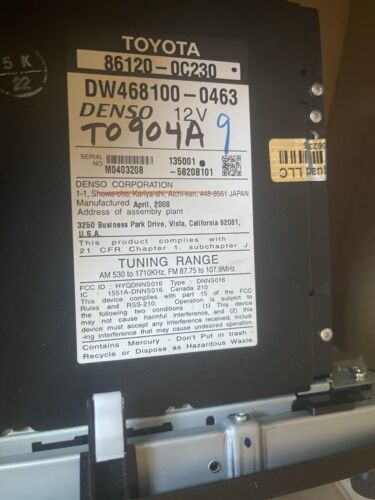 TOYOTA
86120-0C230
5 K
22
DW468100-0463
DENSO 12V
TO904A 9
SERIAL NO
M0403208
135001
-58208101
DENSO CORPORATION
1-1, Showa-cho, Kariya-shi, Aichi-ken, 448-8661 JAPAN
Manufactured April, 2008
Address of assembly plant :
3250 Business Park Drive, Vista, California 92081,
U.S.A.
This product complies with
21 CFR Chapter 1, subchapter J.
TUNING RANGE
AM 530 to 1710KHz, FM 87.75 to 107.9MHz
FCC ID : HYQDNNS016 Type : DNNS016
IC : 1551A-DNNS016 Canada 210
This device complies with part 15 of the FCC
Rules and RSS-210. Operation is subject to
the following two conditions : (1) This device
may not cause harmful interference, and (2) this
device must accept any interference received, includ-
ing interference that may cause undesired operation.
Contains Mercury - Don't Put in trash -
Recycle or Dispose as Hazardous Waste.
LLC